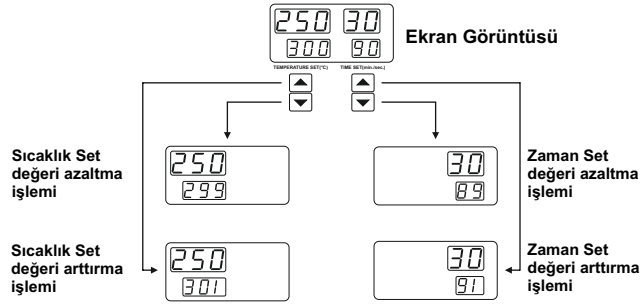 250 30
300 90
Ekran Görüntüsü
TEMPERATURE SET(°C) TIME SET(min./sec.)
Sıcaklık Set
değeri azaltma
işlemi
250
299
30
89
Zaman Set
değeri azaltma
işlemi
Sıcaklık Set
değeri arttırma
işlemi
250
301
30
91
Zaman Set
değeri arttırma
işlemi